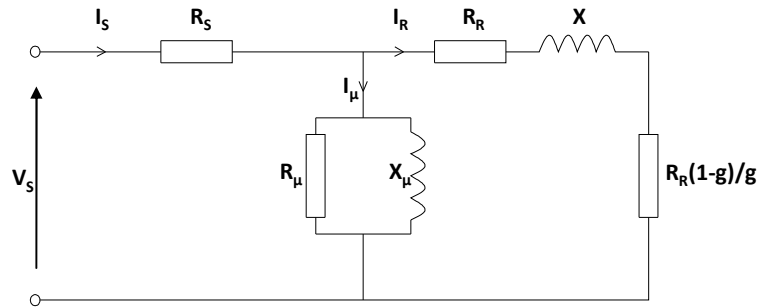 I_S
R_S
I_R
R_R
X
I_μ
R_μ
X_μ
R_R(1-g)/g
V_S